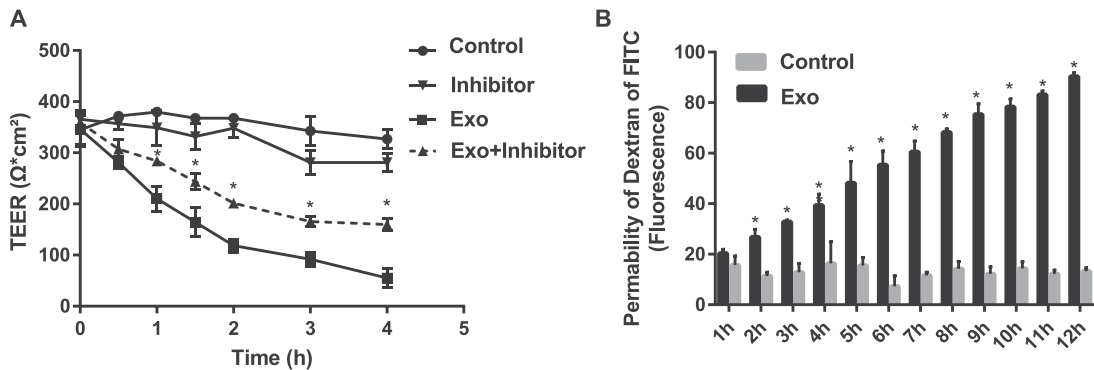 A
TEER (Ω*cm²)
500
400
300
200
100
0
0 1 2 3 4 5
Time (h)
Control
Inhibitor
Exo
Exo+Inhibitor
* * * * *
B
Permability of Dextran of FITC
(Fluorescence)
100
80
60
40
20
0
Control
Exo
* * * * * * * * * * * *
1h 2h 3h 4h 5h 6h 7h 8h 9h 10h 11h 12h